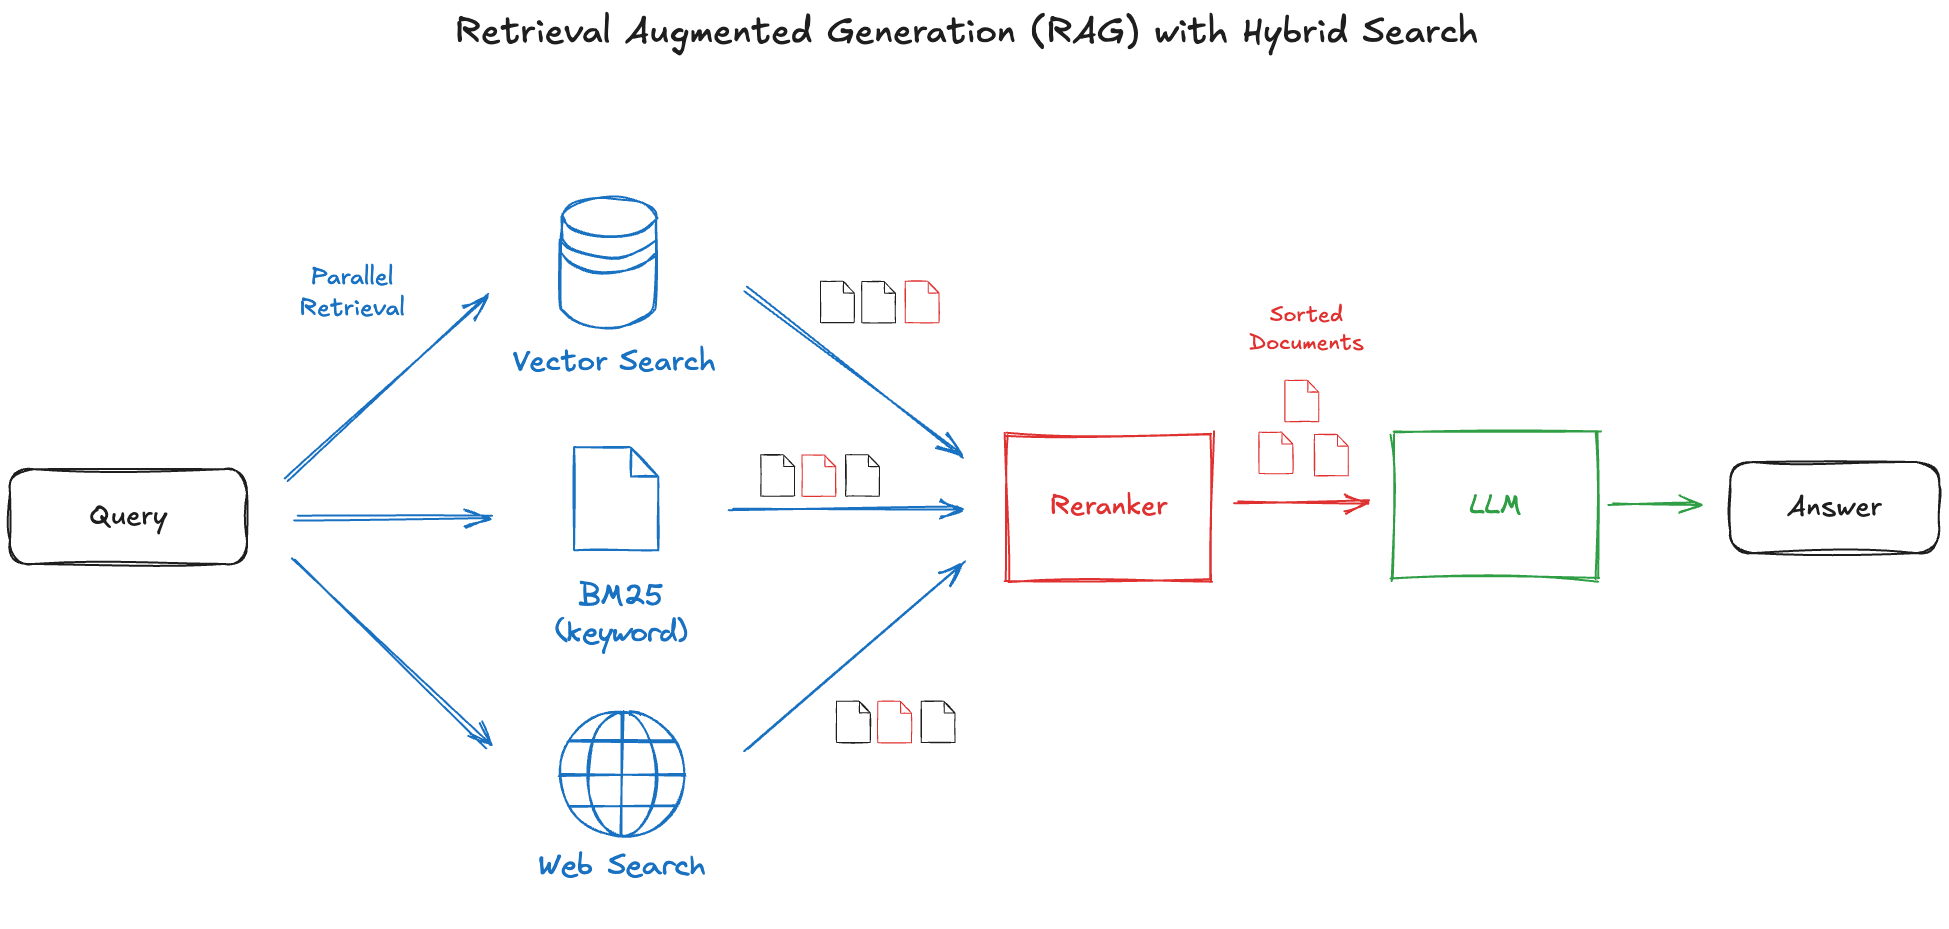 Retrieval Augmented Generation (RAG) with Hybrid Search
Parallel
Retrieval
Vector Search
Sorted
Documents
Query
BM25
(keyword)
Reranker
LLM
Answer
Web Search